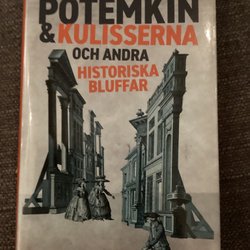 POTEMKIN
& KULISSERNA
OCH ANDRA
HISTORISKA
BLUFFAR